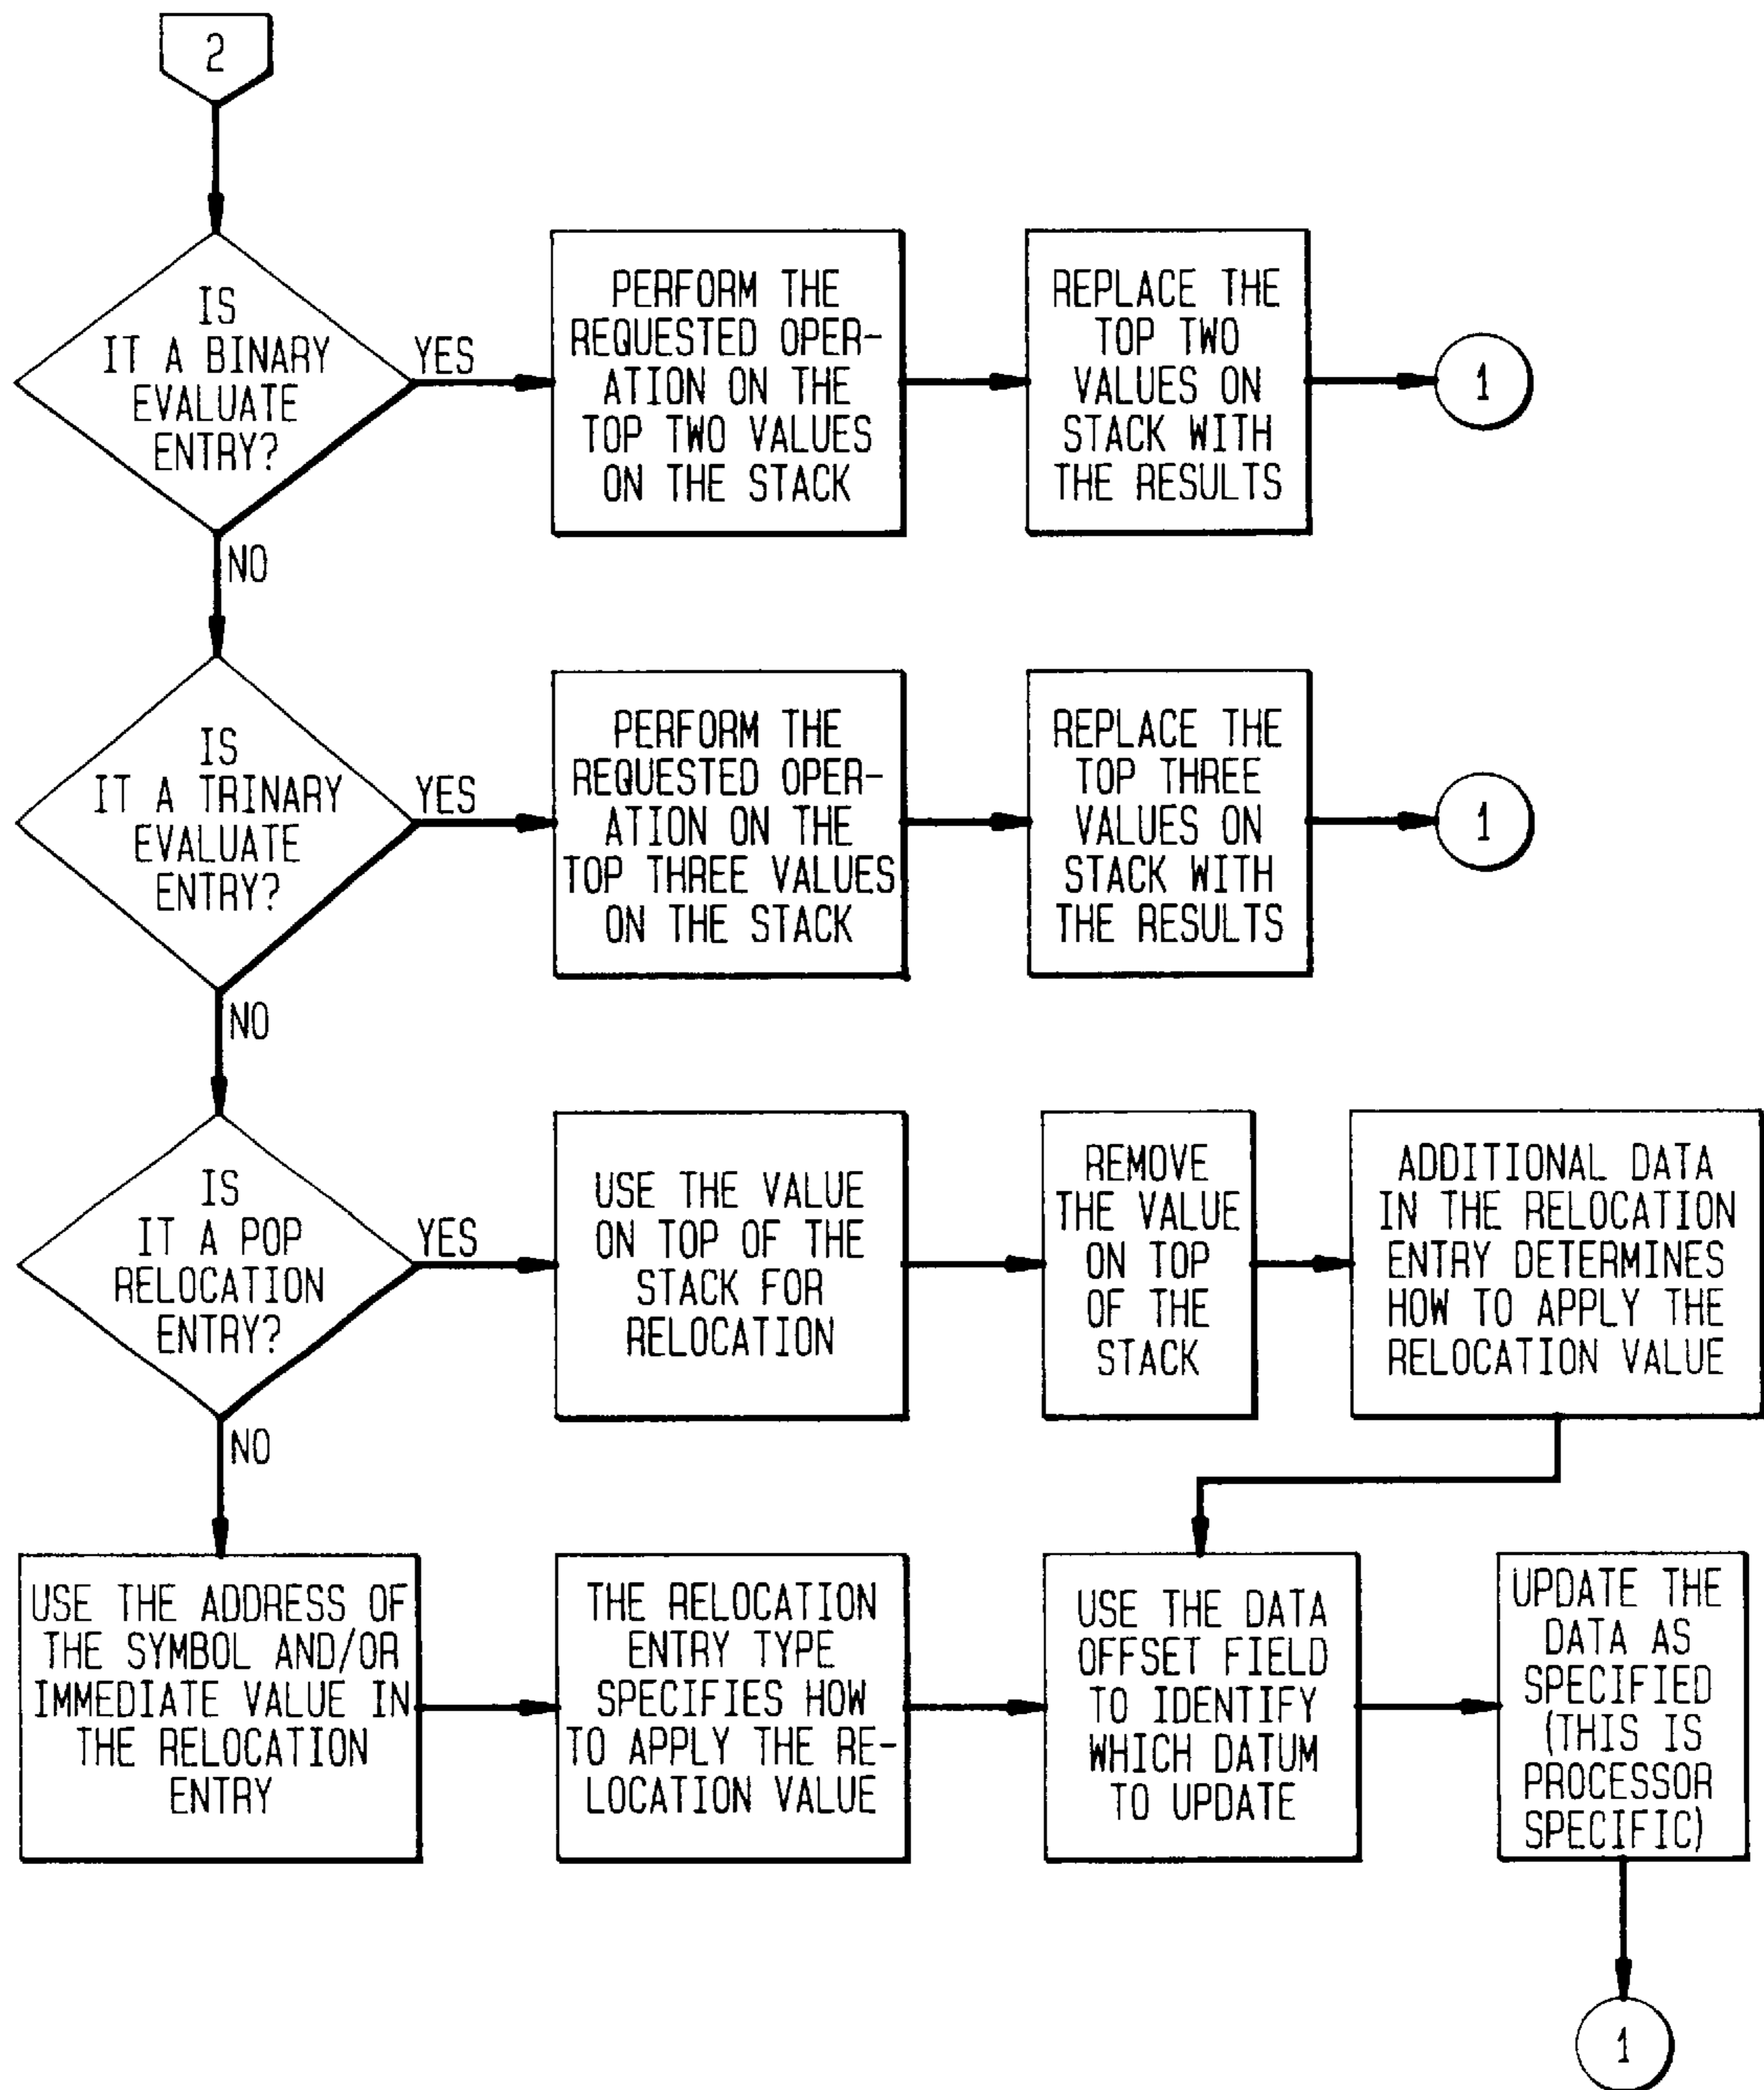 2
IS
IT A BINARY
EVALUATE
ENTRY?
YES
PERFORM THE
REQUESTED OPER-
ATION ON THE
TOP TWO VALUES
ON THE STACK
REPLACE THE
TOP TWO
VALUES ON
STACK WITH
THE RESULTS
1
NO
IS
IT A TRINARY
EVALUATE
ENTRY?
YES
PERFORM THE
REQUESTED OPER-
ATION ON THE
TOP THREE VALUES
ON THE STACK
REPLACE THE
TOP THREE
VALUES ON
STACK WITH
THE RESULTS
1
NO
IS
IT A POP
RELOCATION
ENTRY?
YES
USE THE VALUE
ON TOP OF THE
STACK FOR
RELOCATION
REMOVE
THE VALUE
ON TOP
OF THE
STACK
ADDITIONAL DATA
IN THE RELOCATION
ENTRY DETERMINES
HOW TO APPLY THE
RELOCATION VALUE
NO
USE THE ADDRESS OF
THE SYMBOL AND/OR
IMMEDIATE VALUE IN
THE RELOCATION
ENTRY
THE RELOCATION
ENTRY TYPE
SPECIFIES HOW
TO APPLY THE RE-
LOCATION VALUE
USE THE DATA
OFFSET FIELD
TO IDENTIFY
WHICH DATUM
TO UPDATE
UPDATE THE
DATA AS
SPECIFIED
(THIS IS
PROCESSOR
SPECIFIC)
1